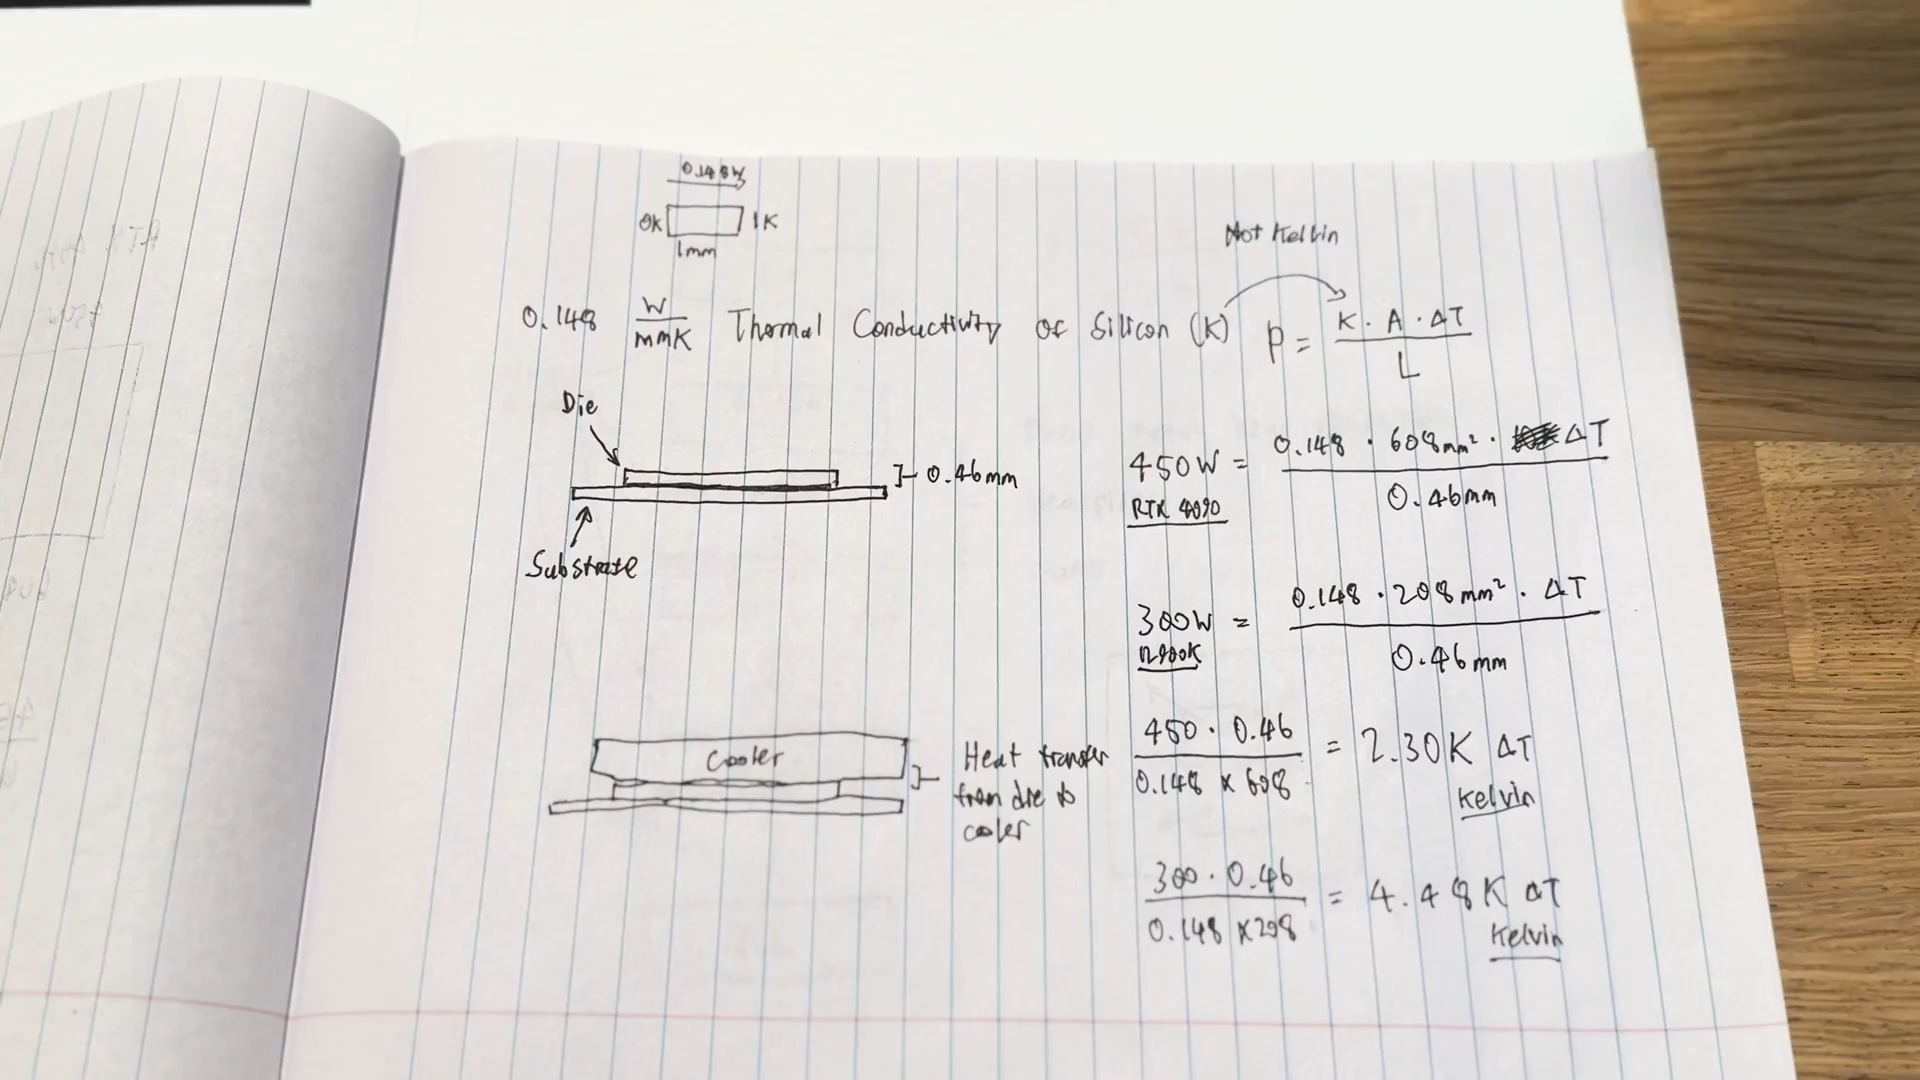 0.148W
0K 1K
1mm
Not Kelvin
0.148 W/mmK Thermal Conductivity of Silicon (K) P = K · A · ΔT / L
Die
0.46mm
Substrate
450W = 0.148 · 608mm² · ΔT / 0.46mm
RTX 4090
300W = 0.148 · 208mm² · ΔT / 0.46mm
12900K
Cooler
Heat transfer
from die to
cooler
450 · 0.46 / 0.148 x 608 = 2.30K ΔT
Kelvin
300 · 0.46 / 0.148 x 208 = 4.48K ΔT
Kelvin